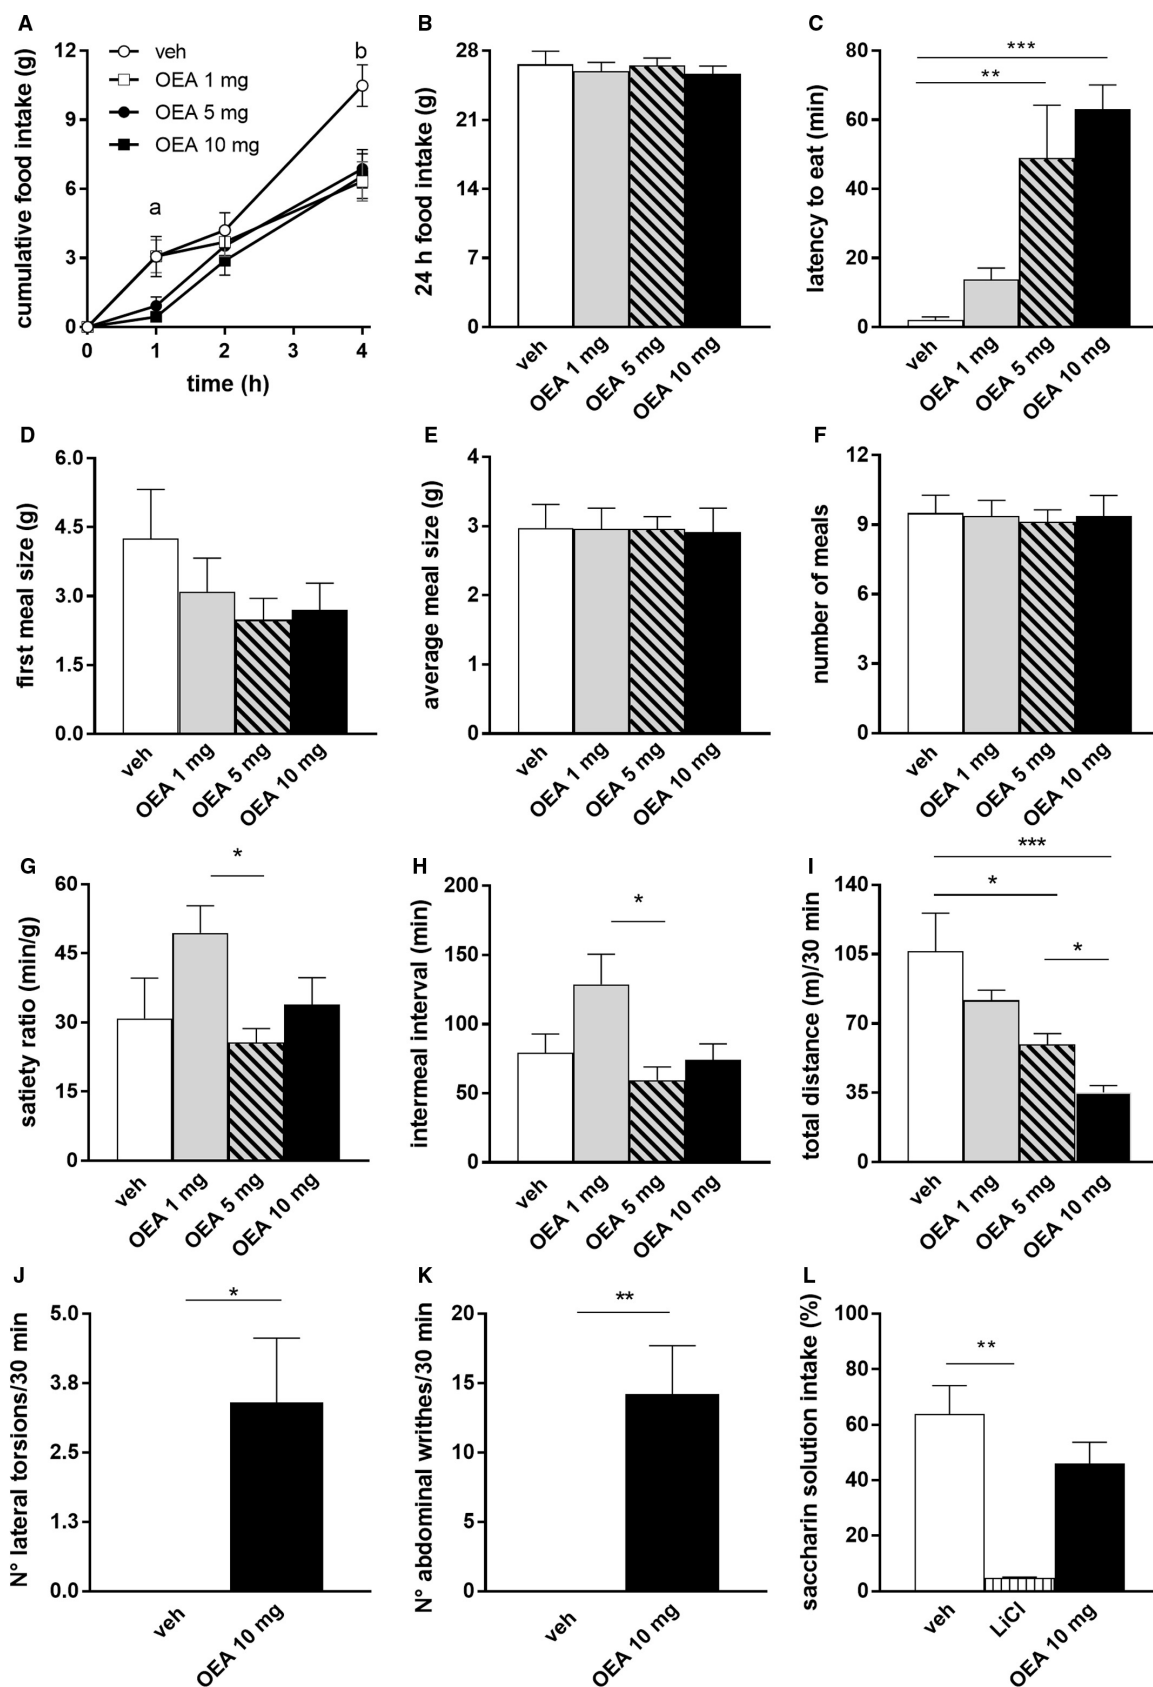 A
cumulative food intake (g)
12
9
6
3
0
veh
OEA 1 mg
OEA 5 mg
OEA 10 mg
a
b
0 1 2 3 4
time (h)
B
24 h food intake (g)
28
21
14
7
0
veh
OEA 1 mg
OEA 5 mg
OEA 10 mg
C
latency to eat (min)
80
60
40
20
0
***
**
veh
OEA 1 mg
OEA 5 mg
OEA 10 mg
D
first meal size (g)
6.0
4.5
3.0
1.5
0.0
veh
OEA 1 mg
OEA 5 mg
OEA 10 mg
E
average meal size (g)
4
3
2
1
0
veh
OEA 1 mg
OEA 5 mg
OEA 10 mg
F
number of meals
12
9
6
3
0
veh
OEA 1 mg
OEA 5 mg
OEA 10 mg
G
satiety ratio (min/g)
60
45
30
15
0
*
veh
OEA 1 mg
OEA 5 mg
OEA 10 mg
H
intermeal interval (min)
200
150
100
50
0
*
veh
OEA 1 mg
OEA 5 mg
OEA 10 mg
I
total distance (m)/30 min
140
105
70
35
0
***
*
*
veh
OEA 1 mg
OEA 5 mg
OEA 10 mg
J
N° lateral torsions/30 min
5.0
3.8
2.5
1.3
0.0
*
veh
OEA 10 mg
K
N° abdominal writhes/30 min
20
15
10
5
0
**
veh
OEA 10 mg
L
saccharin solution intake (%)
100
80
60
40
20
0
**
veh
LiCl
OEA 10 mg